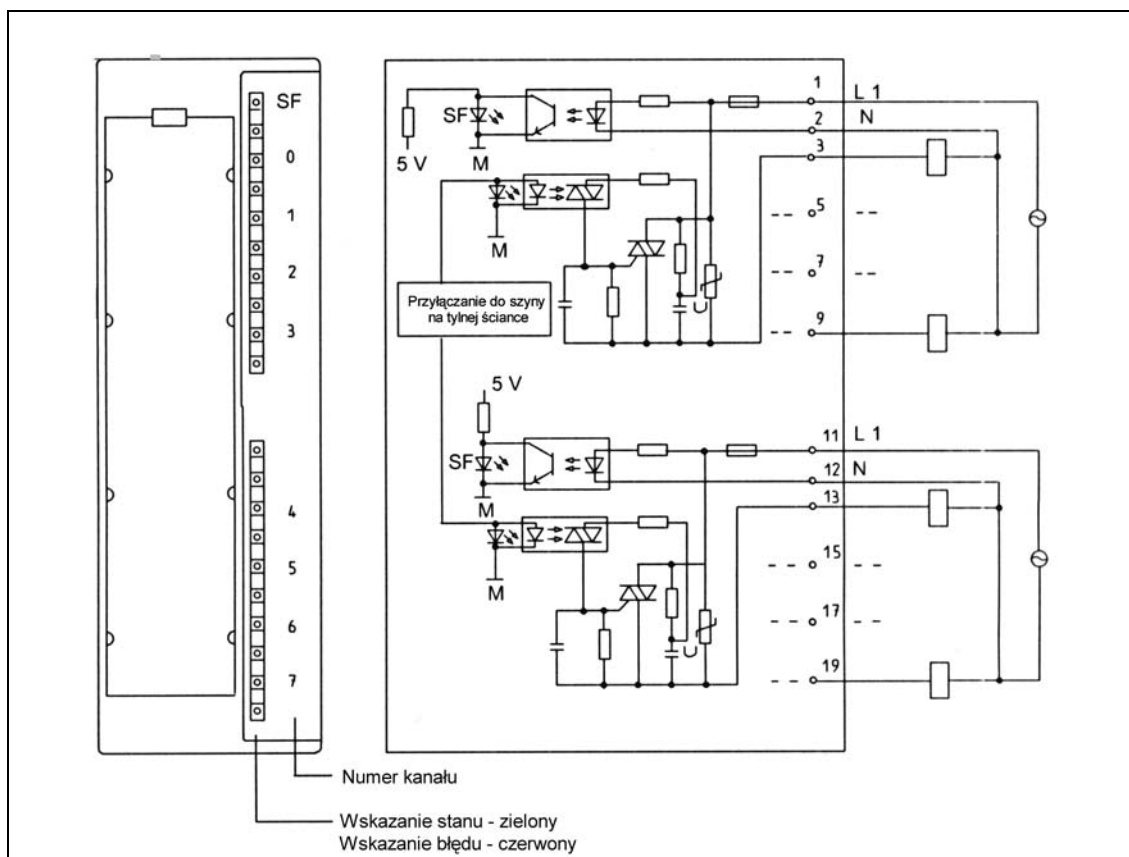 SF
0
1
2
3
4
5
6
7
Numer kanału
Wskazanie stanu - zielony
Wskazanie błędu - czerwony
1
L 1
2
N
3
5
7
9
SF
5 V
M
M
Przyłączanie do szyny
na tylnej ściance
U
5 V
SF
M
M
U
11
L 1
12
N
13
15
17
19